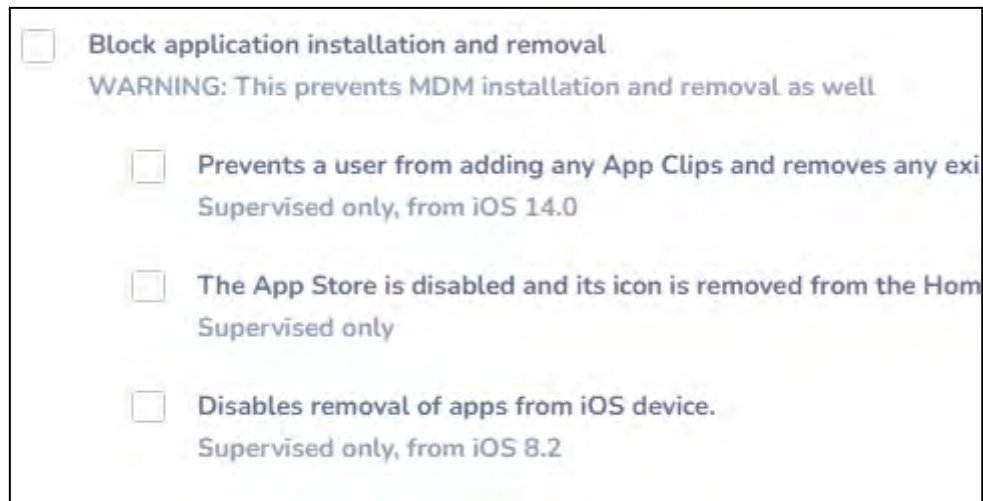 Block application installation and removal
WARNING: This prevents MDM installation and removal as well
Prevents a user from adding any App Clips and removes any
Supervised only, from iOS 14.0
The App Store is disabled and its icon is removed from the
Supervised only
Disables removal of apps from iOS device.
Supervised only, from iOS 8.2